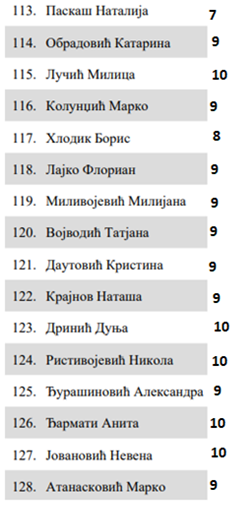 113. Паскаш Наталија 7
114. Обрадовић Катарина 9
115. Лучић Милица 10
116. Колунџић Марко 9
117. Хлодик Борис 8
118. Лајко Флориан 9
119. Миливојевић Милијана 9
120. Војводић Татјана 9
121. Даутовић Кристина 9
122. Крајнов Наташа 9
123. Дринић Дуња 10
124. Ристивојевић Никола 10
125. Ђурашиновић Александра 9
126. Ђармати Анита 10
127. Јовановић Невена 10
128. Атанасковић Марко 9